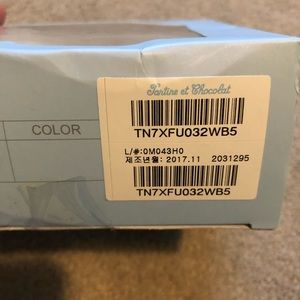 Tartine et Chocolat
TN7XFU032WB5
COLOR
L/#:0M043H0
제조년월: 2017.11 2031295
TN7XFU032WB5